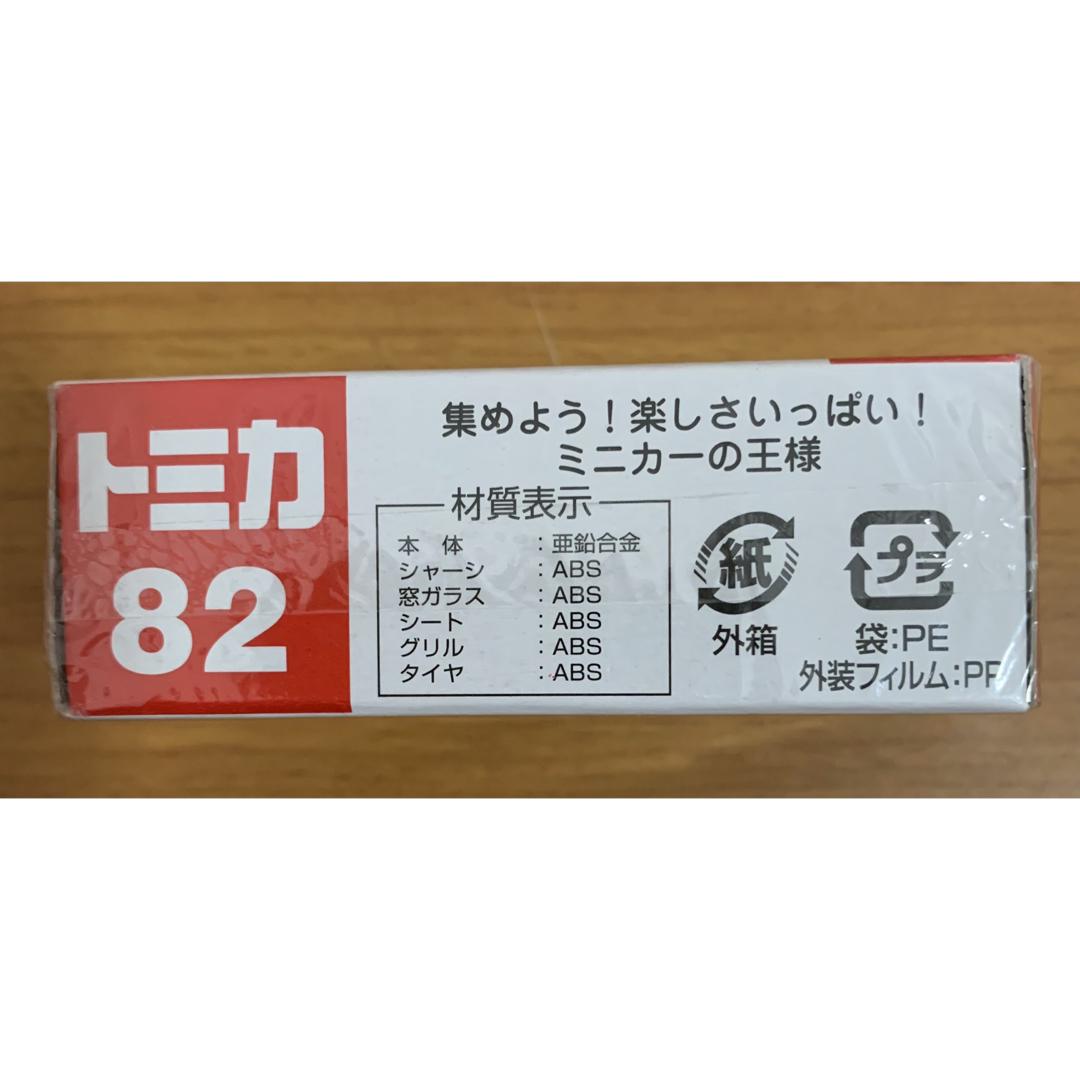 トミカ
82
集めよう！楽しさいっぱい！
ミニカーの王様
材質表示
本　体　：亜鉛合金
シャーシ　：ABS
窓ガラス　：ABS
シート　：ABS
グリル　：ABS
タイヤ　：ABS
紙
外箱
プラ
袋：PE
外装フィルム：PP